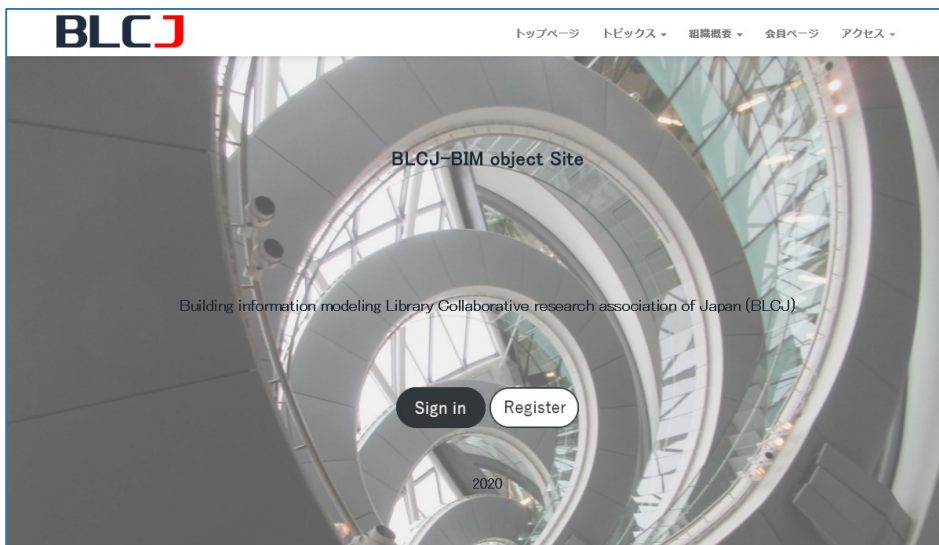 BLCJ
トップページ
トピックス
組織概要
会員ページ
アクセス
BLCJ-BIM object Site
Building information modeling Library Collaborative research association of Japan (BLCJ)
Sign in
Register
2020